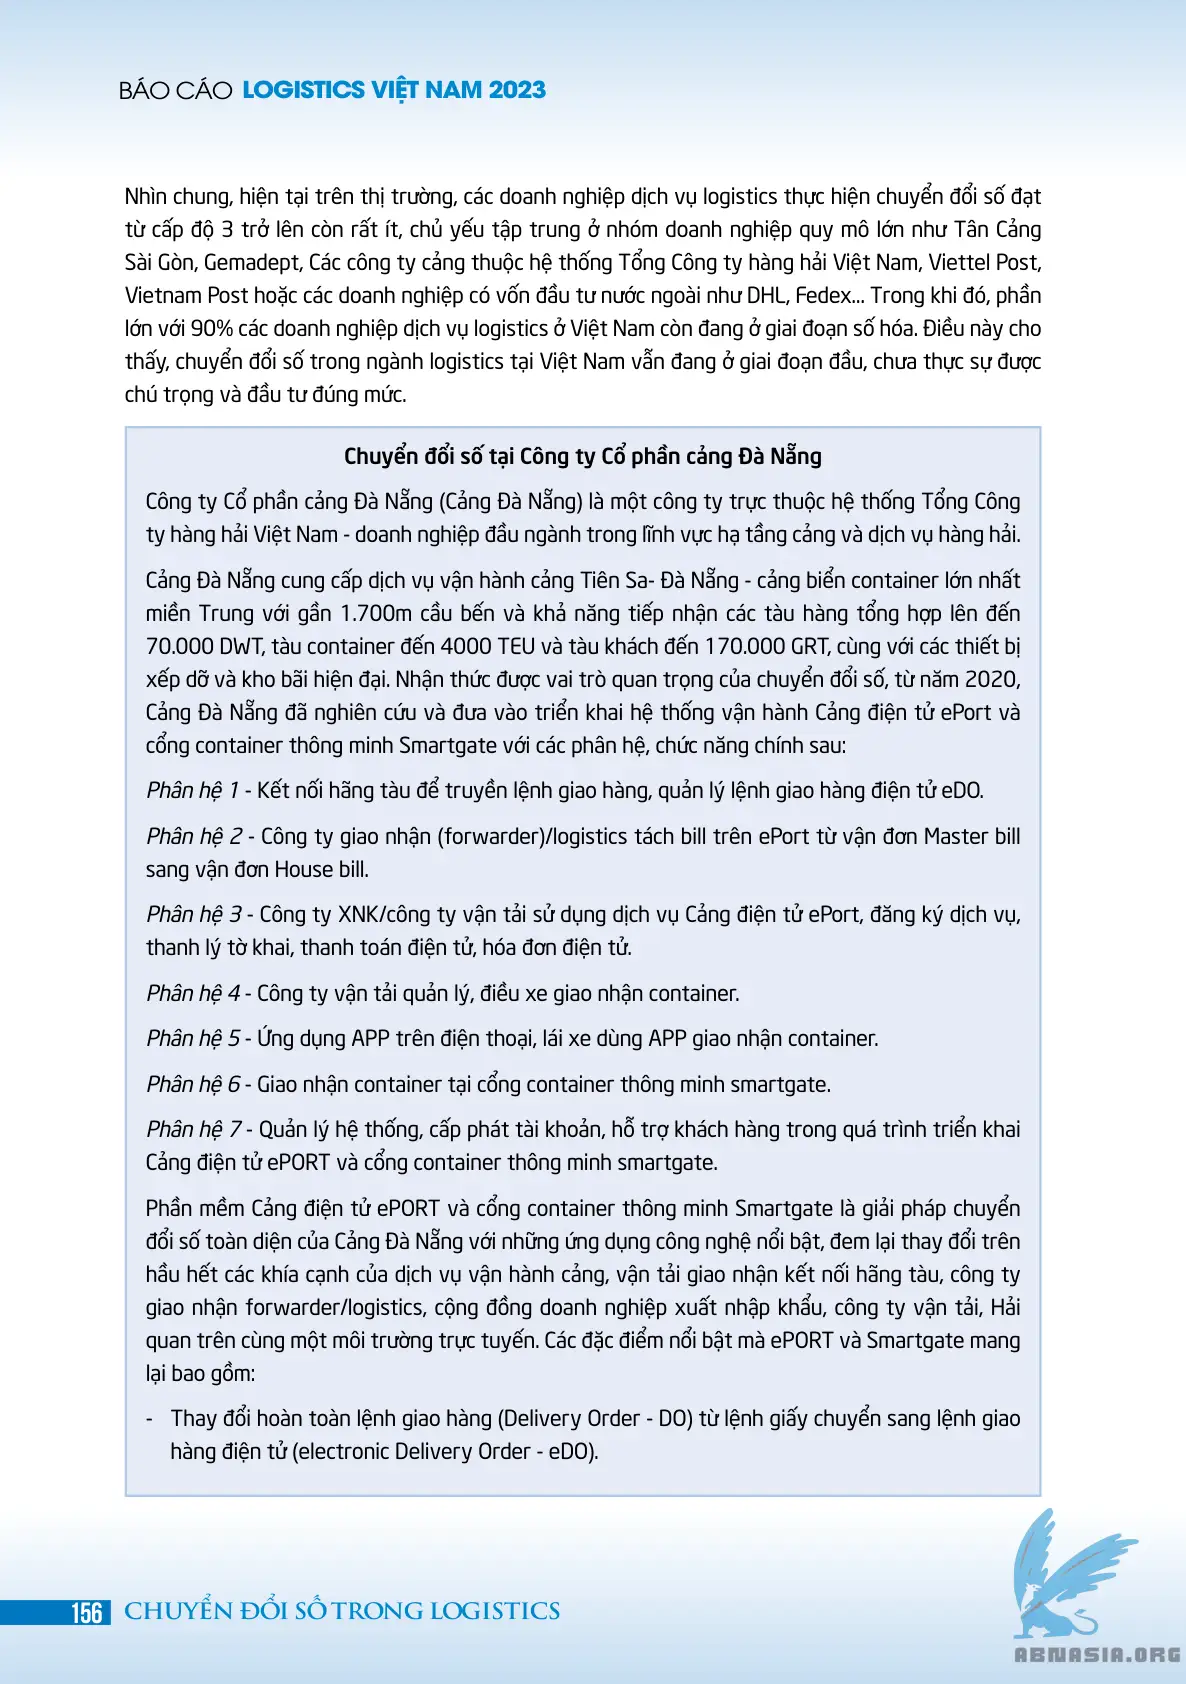 BÁO CÁO LOGISTICS VIỆT NAM 2023
Nhìn chung, hiện tại trên thị trường, các doanh nghiệp dịch vụ logistics thực hiện chuyển đổi số đạt
từ cấp độ 3 trở lên còn rất ít, chủ yếu tập trung ở nhóm doanh nghiệp quy mô lớn như Tân Cảng
Sài Gòn, Gemadept, Các công ty cảng thuộc hệ thống Tổng Công ty hàng hải Việt Nam, Viettel Post,
Vietnam Post hoặc các doanh nghiệp có vốn đầu tư nước ngoài như DHL, Fedex... Trong khi đó, phần
lớn với 90% các doanh nghiệp dịch vụ logistics ở Việt Nam còn đang ở giai đoạn số hóa. Điều này cho
thấy, chuyển đổi số trong ngành logistics tại Việt Nam vẫn đang ở giai đoạn đầu, chưa thực sự được
chú trọng và đầu tư đúng mức.
Chuyển đổi số tại Công ty Cổ phần cảng Đà Nẵng
Công ty Cổ phần cảng Đà Nẵng (Cảng Đà Nẵng) là một công ty trực thuộc hệ thống Tổng Công
ty hàng hải Việt Nam - doanh nghiệp đầu ngành trong lĩnh vực hạ tầng cảng và dịch vụ hàng hải.
Cảng Đà Nẵng cung cấp dịch vụ vận hành cảng Tiên Sa- Đà Nẵng - cảng biển container lớn nhất
miền Trung với gần 1.700m cầu bến và khả năng tiếp nhận các tàu hàng tổng hợp lên đến
70.000 DWT, tàu container đến 4000 TEU và tàu khách đến 170.000 GRT, cùng với các thiết bị
xếp dỡ và kho bãi hiện đại. Nhận thức được vai trò quan trọng của chuyển đổi số, từ năm 2020,
Cảng Đà Nẵng đã nghiên cứu và đưa vào triển khai hệ thống vận hành Cảng điện tử ePort và
cổng container thông minh Smartgate với các phân hệ, chức năng chính sau:
Phân hệ 1 - Kết nối hãng tàu để truyền lệnh giao hàng, quản lý lệnh giao hàng điện tử eDO.
Phân hệ 2 - Công ty giao nhận (forwarder)/logistics tách bill trên ePort từ vận đơn Master bill
sang vận đơn House bill.
Phân hệ 3 - Công ty XNK/công ty vận tải sử dụng dịch vụ Cảng điện tử ePort, đăng ký dịch vụ,
thanh lý tờ khai, thanh toán điện tử, hóa đơn điện tử.
Phân hệ 4 - Công ty vận tải quản lý, điều xe giao nhận container.
Phân hệ 5 - Ứng dụng APP trên điện thoại, lái xe dùng APP giao nhận container.
Phân hệ 6 - Giao nhận container tại cổng container thông minh smartgate.
Phân hệ 7 - Quản lý hệ thống, cấp phát tài khoản, hỗ trợ khách hàng trong quá trình triển khai
Cảng điện tử ePORT và cổng container thông minh smartgate.
Phần mềm Cảng điện tử ePORT và cổng container thông minh Smartgate là giải pháp chuyển
đổi số toàn diện của Cảng Đà Nẵng với những ứng dụng công nghệ nổi bật, đem lại thay đổi trên
hầu hết các khía cạnh của dịch vụ vận hành cảng, vận tải giao nhận kết nối hãng tàu, công ty
giao nhận forwarder/logistics, cộng đồng doanh nghiệp xuất nhập khẩu, công ty vận tải, Hải
quan trên cùng một môi trường trực tuyến. Các đặc điểm nổi bật mà ePORT và Smartgate mang
lại bao gồm:
- Thay đổi hoàn toàn lệnh giao hàng (Delivery Order - DO) từ lệnh giấy chuyển sang lệnh giao
hàng điện tử (electronic Delivery Order - eDO).
156 CHUYỂN ĐỔI SỐ TRONG LOGISTICS
ABNASIA.ORG